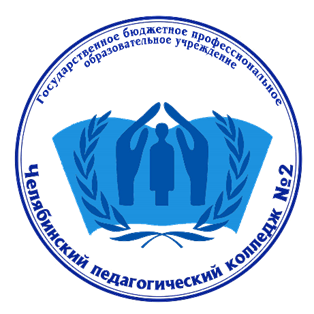 Государственное бюджетное профессиональное
образовательное учреждение
Челябинский педагогический колледж №2